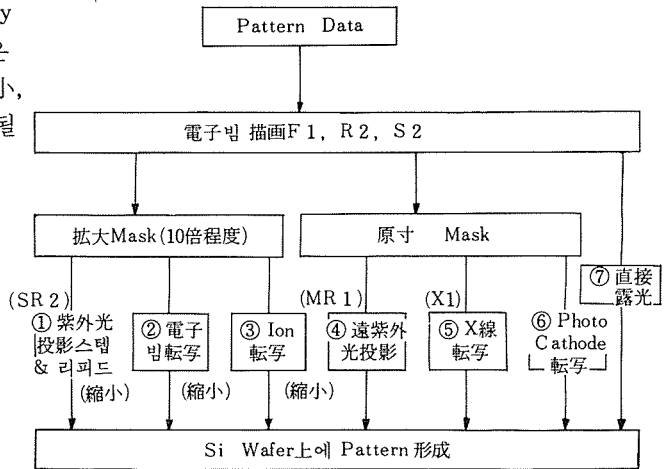 y
은
小,
될
Pattern Data
電子빔 描画F1, R2, S2
拡大Mask(10倍程度)
原寸 Mask
(SR2)
① 紫外光
投影스텝
& 리피드
(縮小)
② 電子
빔転写
(縮小)
③ Ion
転写
(縮小)
(MR1)
④ 遠紫外
光投影
(X1)
⑤ X線
転写
⑥ Photo
Cathode
転写
⑦ 直接
露光
Si Wafer上에 Pattern 形成